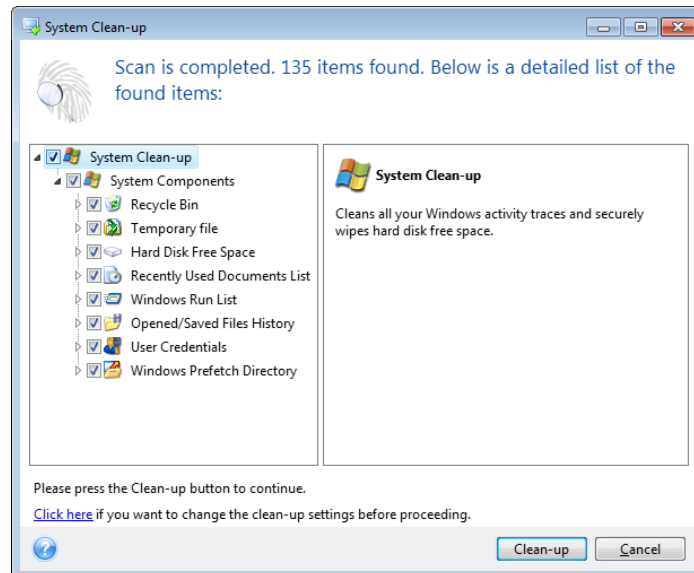 System Clean-up
Scan is completed. 135 items found. Below is a detailed list of the
found items:
System Clean-up
System Components
Recycle Bin
Temporary file
Hard Disk Free Space
Recently Used Documents List
Windows Run List
Opened/Saved Files History
User Credentials
Windows Prefetch Directory
System Clean-up
Cleans all your Windows activity traces and securely
wipes hard disk free space.
Please press the Clean-up button to continue.
Click here if you want to change the clean-up settings before proceeding.
Clean-up
Cancel